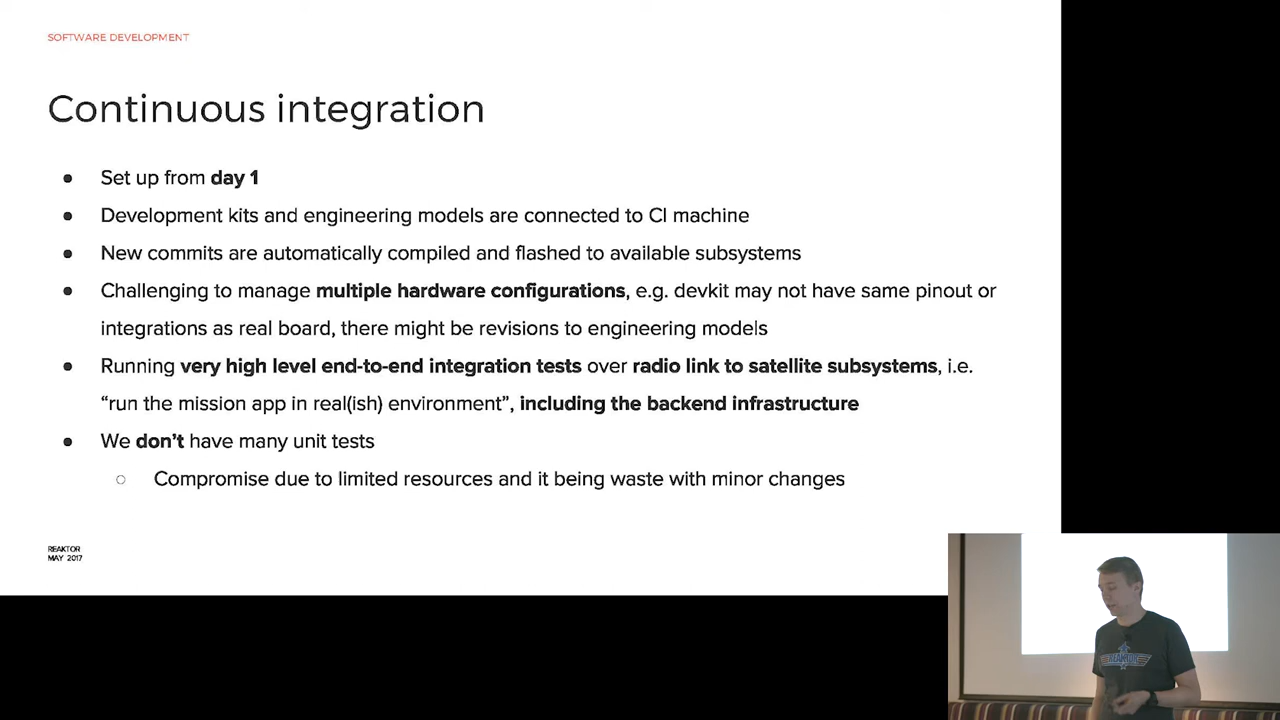 SOFTWARE DEVELOPMENT
Continuous integration
● Set up from day 1
● Development kits and engineering models are connected to CI machine
● New commits are automatically compiled and flashed to available subsystems
● Challenging to manage multiple hardware configurations, e.g. devkit may not have same pinout or
integrations as real board, there might be revisions to engineering models
● Running very high level end-to-end integration tests over radio link to satellite subsystems, i.e.
“run the mission app in real(ish) environment”, including the backend infrastructure
● We don’t have many unit tests
○ Compromise due to limited resources and it being waste with minor changes
REAKTOR
MAY 2017
REAKTOR